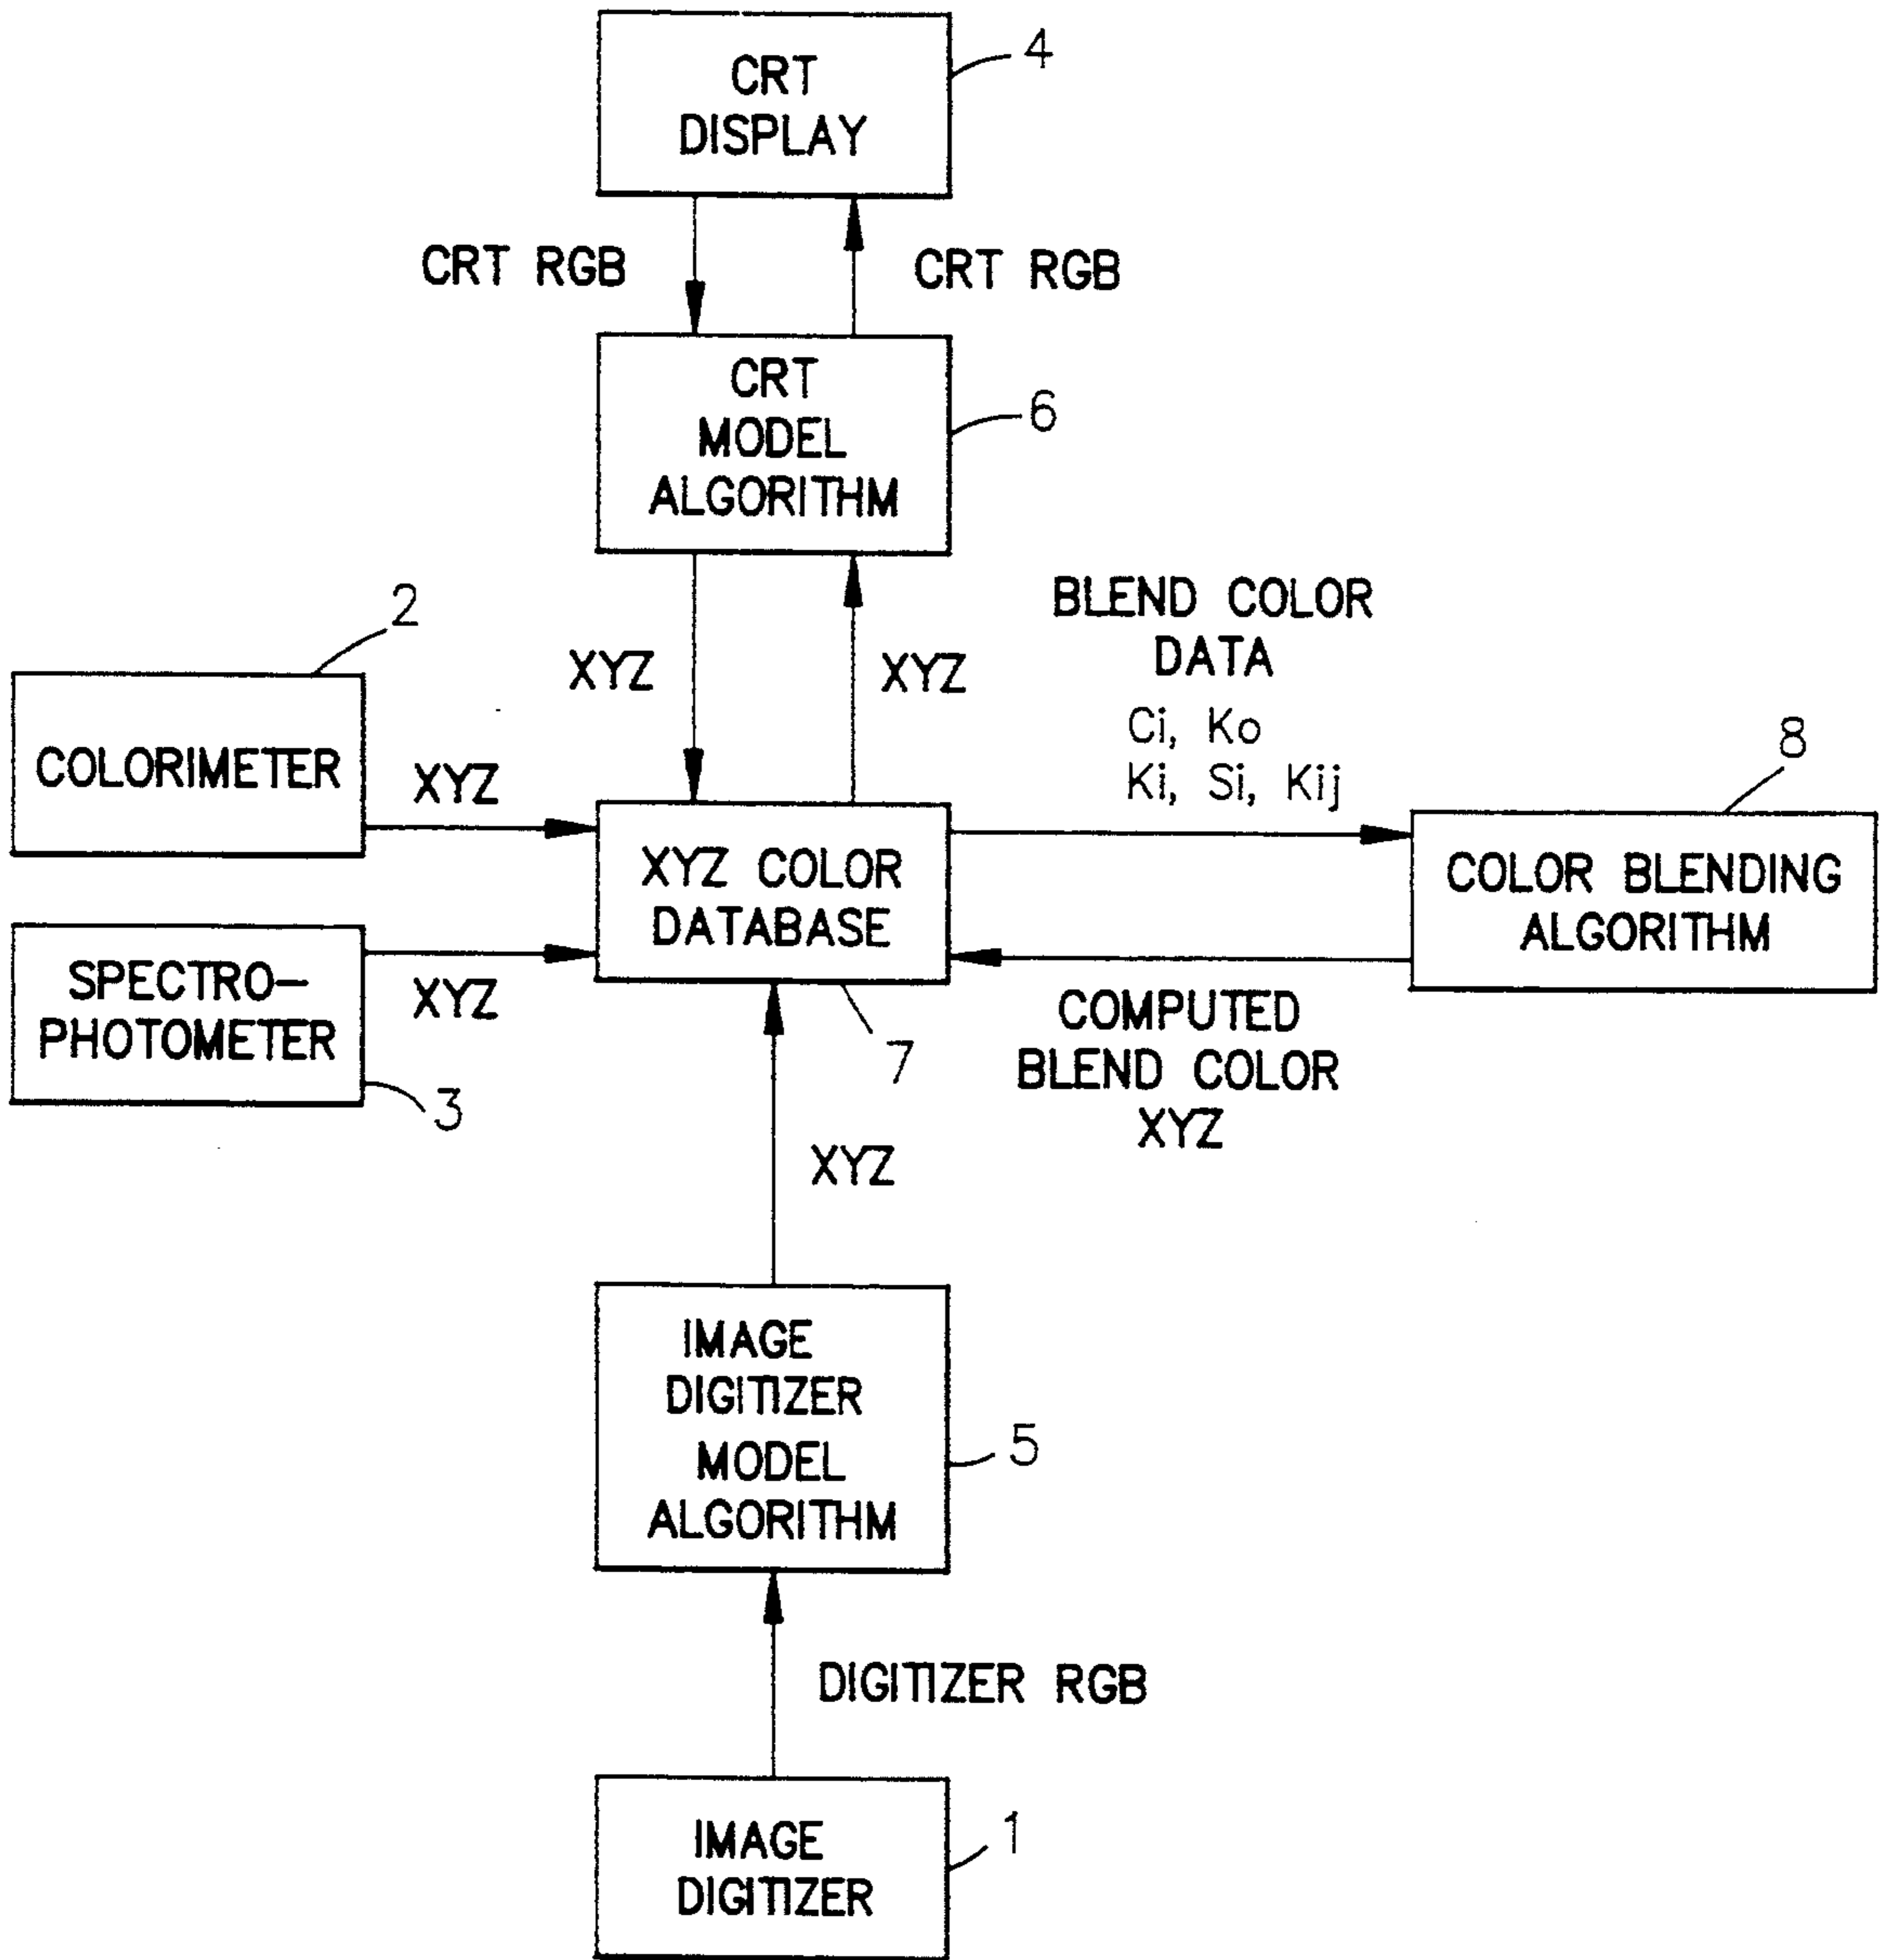 CRT
DISPLAY
4
CRT RGB
CRT RGB
CRT
MODEL
ALGORITHM
6
XYZ
XYZ
BLEND COLOR
DATA
Ci, Ko
Ki, Si, Kij
2
COLORIMETER
XYZ
8
XYZ COLOR
DATABASE
7
COLOR BLENDING
ALGORITHM
SPECTRO-
PHOTOMETER
3
XYZ
COMPUTED
BLEND COLOR
XYZ
XYZ
IMAGE
DIGITIZER
MODEL
ALGORITHM
5
DIGITIZER RGB
IMAGE
DIGITIZER
1